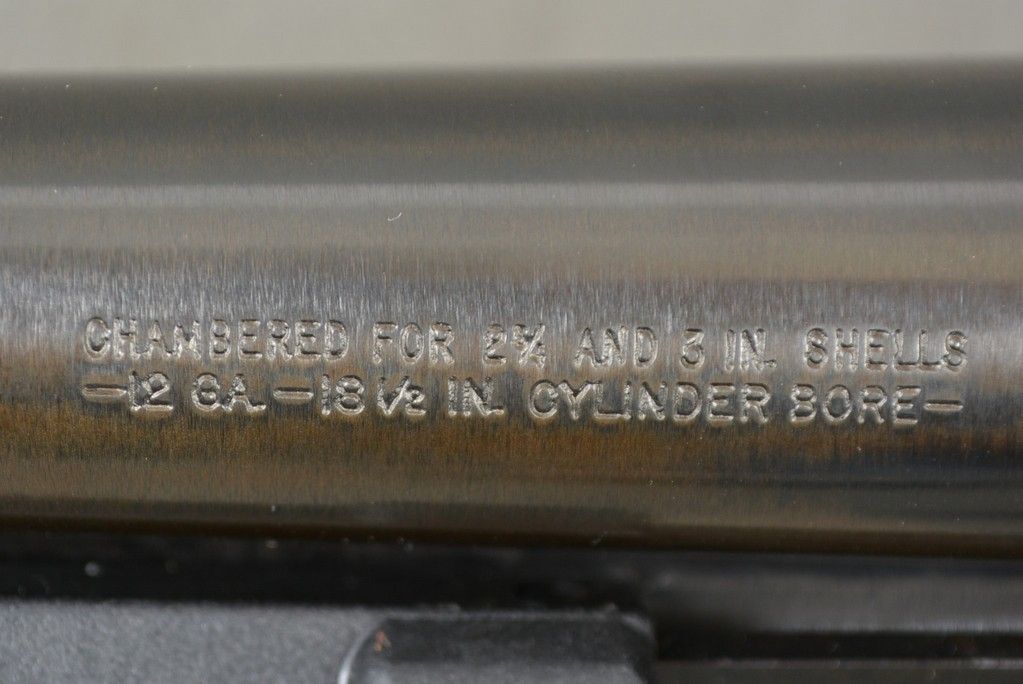 CHAMBERED FOR 2¾ AND 3 IN. SHELLS
—12 GA.—18½ IN. CYLINDER BORE—